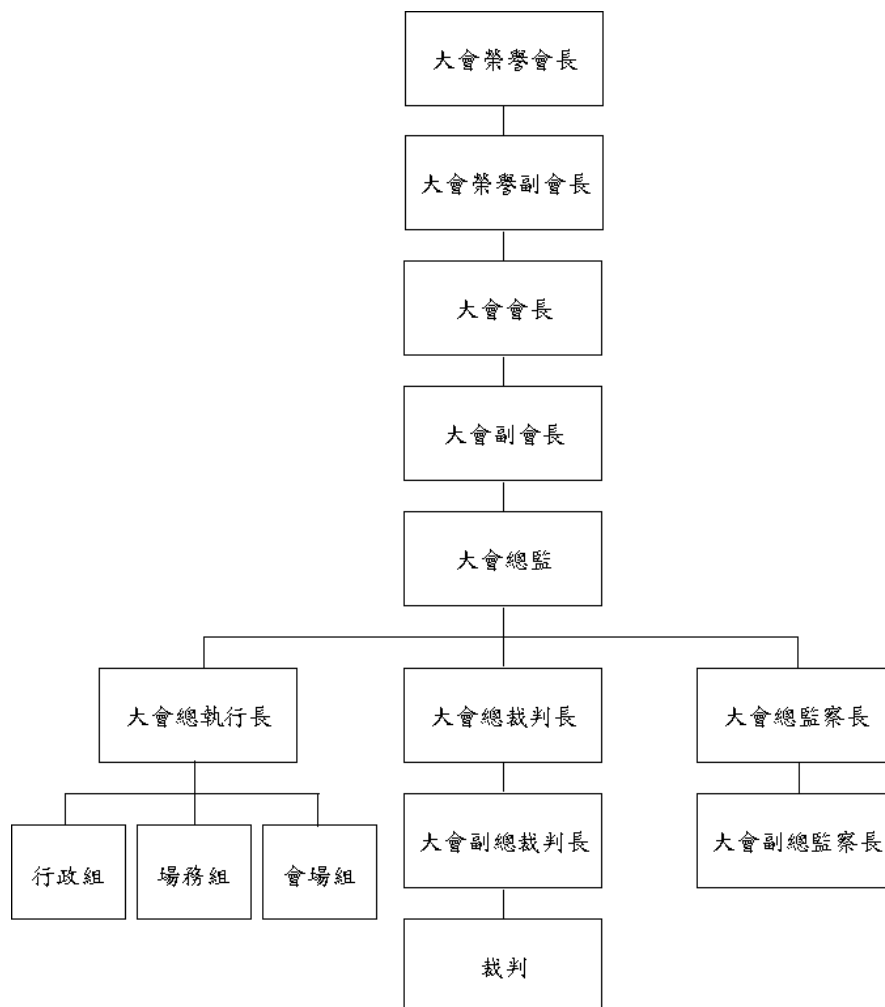 大會榮譽會長
大會榮譽副會長
大會會長
大會副會長
大會總監
大會總執行長
大會總裁判長
大會總監察長
行政組
場務組
會場組
大會副總裁判長
大會副總監察長
裁判